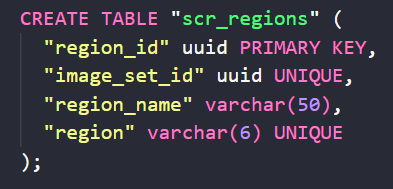 CREATE TABLE "scr_regions" (
  "region_id" uuid PRIMARY KEY,
  "image_set_id" uuid UNIQUE,
  "region_name" varchar(50),
  "region" varchar(6) UNIQUE
);